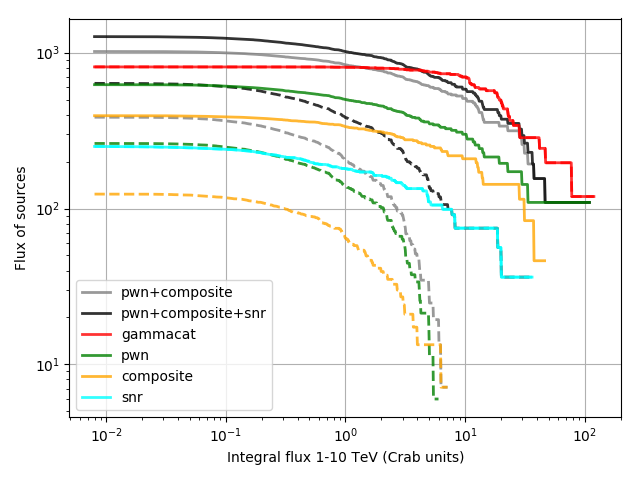 10³
10²
10¹
Flux of sources
pwn+composite
pwn+composite+snr
gammacat
pwn
composite
snr
10⁻² 10⁻¹ 10⁰ 10¹ 10²
Integral flux 1-10 TeV (Crab units)